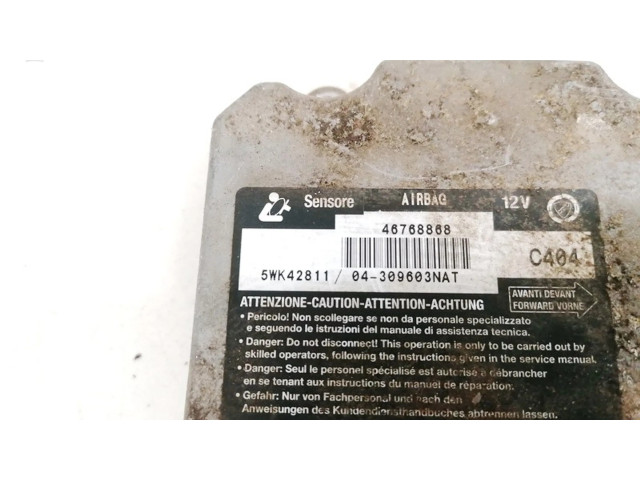 Sensore AIRBAG 12V
46768868
C404
5WK42811 / 04-309603NAT
ATTENZIONE-CAUTION-ATTENTION-ACHTUNG
AVANTI DEVANT
FORWARD VORNE
• Pericolo! Non scollegare se non da personale specializzato
e seguendo le istruzioni del manuale di assistenza tecnica.
• Danger: Do not disconnect! This operation is only to be carried out by
skilled operators, following the instructions given in the service manual.
• Danger: Seul le personel spécialisé est autorisé à débrancher
en se tenant aux instructions du manuel de réparation.
• Gefahr: Nur von Fachpersonal und nach den
Anweisungen des Kundendiensthandbuches abtrennen lassen.